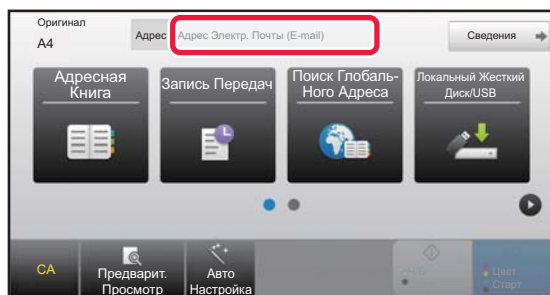 Оригинал
A4
Адрес
Адрес Электр. Почты (E-mail)
Сведения
Адресная
Книга
Запись Передач
Поиск Глобаль-
Ного Адреса
Локальный Жесткий
Диск/USB
CA
Предварит.
Просмотр
Авто
Настройка
Цвет
Старт